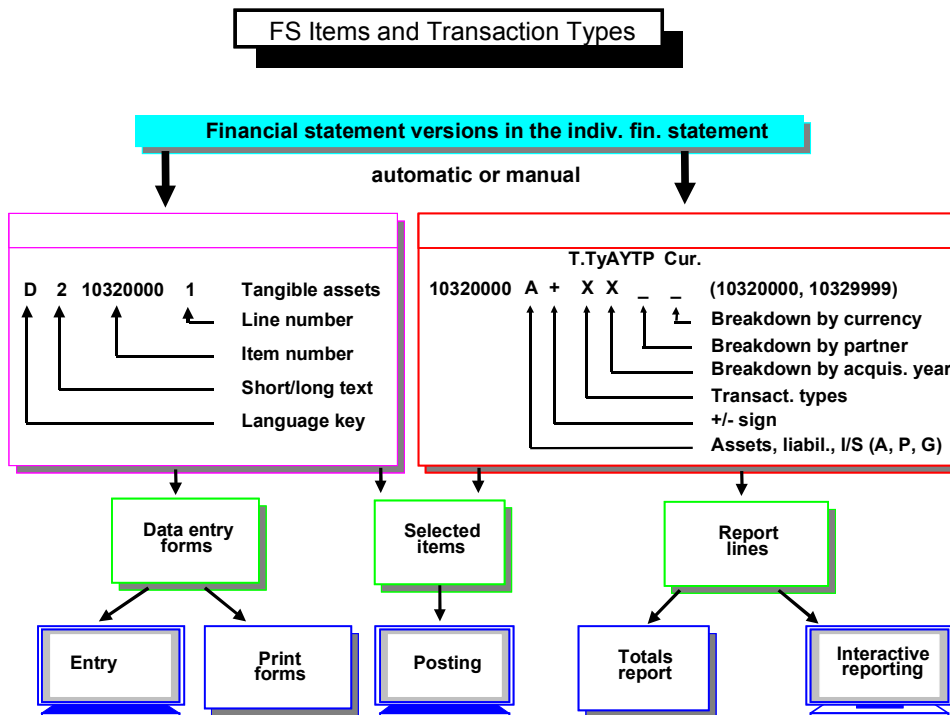 FS Items and Transaction Types
Financial statement versions in the indiv. fin. statement
automatic or manual
D 2 10320000 1 Tangible assets
Line number
Item number
Short/long text
Language key
T.TyAYTP Cur.
10320000 A + X X _ _ (10320000, 10329999)
Breakdown by currency
Breakdown by partner
Breakdown by acquis. year
Transact. types
+/- sign
Assets, liabil., I/S (A, P, G)
Data entry
forms
Selected
items
Report
lines
Entry
Print
forms
Posting
Totals
report
Interactive
reporting